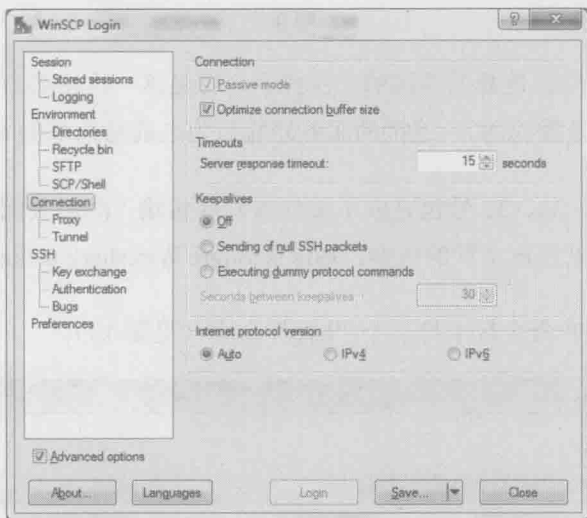 WinSCP Login
Session
Stored sessions
Logging
Environment
Directories
Recycle bin
SFTP
SCP/Shell
Connection
Proxy
Tunnel
SSH
Key exchange
Authentication
Bugs
Preferences
Advanced options
Connection
Passive mode
Optimize connection buffer size
Timeouts
Server response timeout: 15 seconds
Keepalives
Off
Sending of null SSH packets
Executing dummy protocol commands
Seconds between keepalives 30
Internet protocol version
Auto IPv4 IPv6
About... Languages Login Save... Close